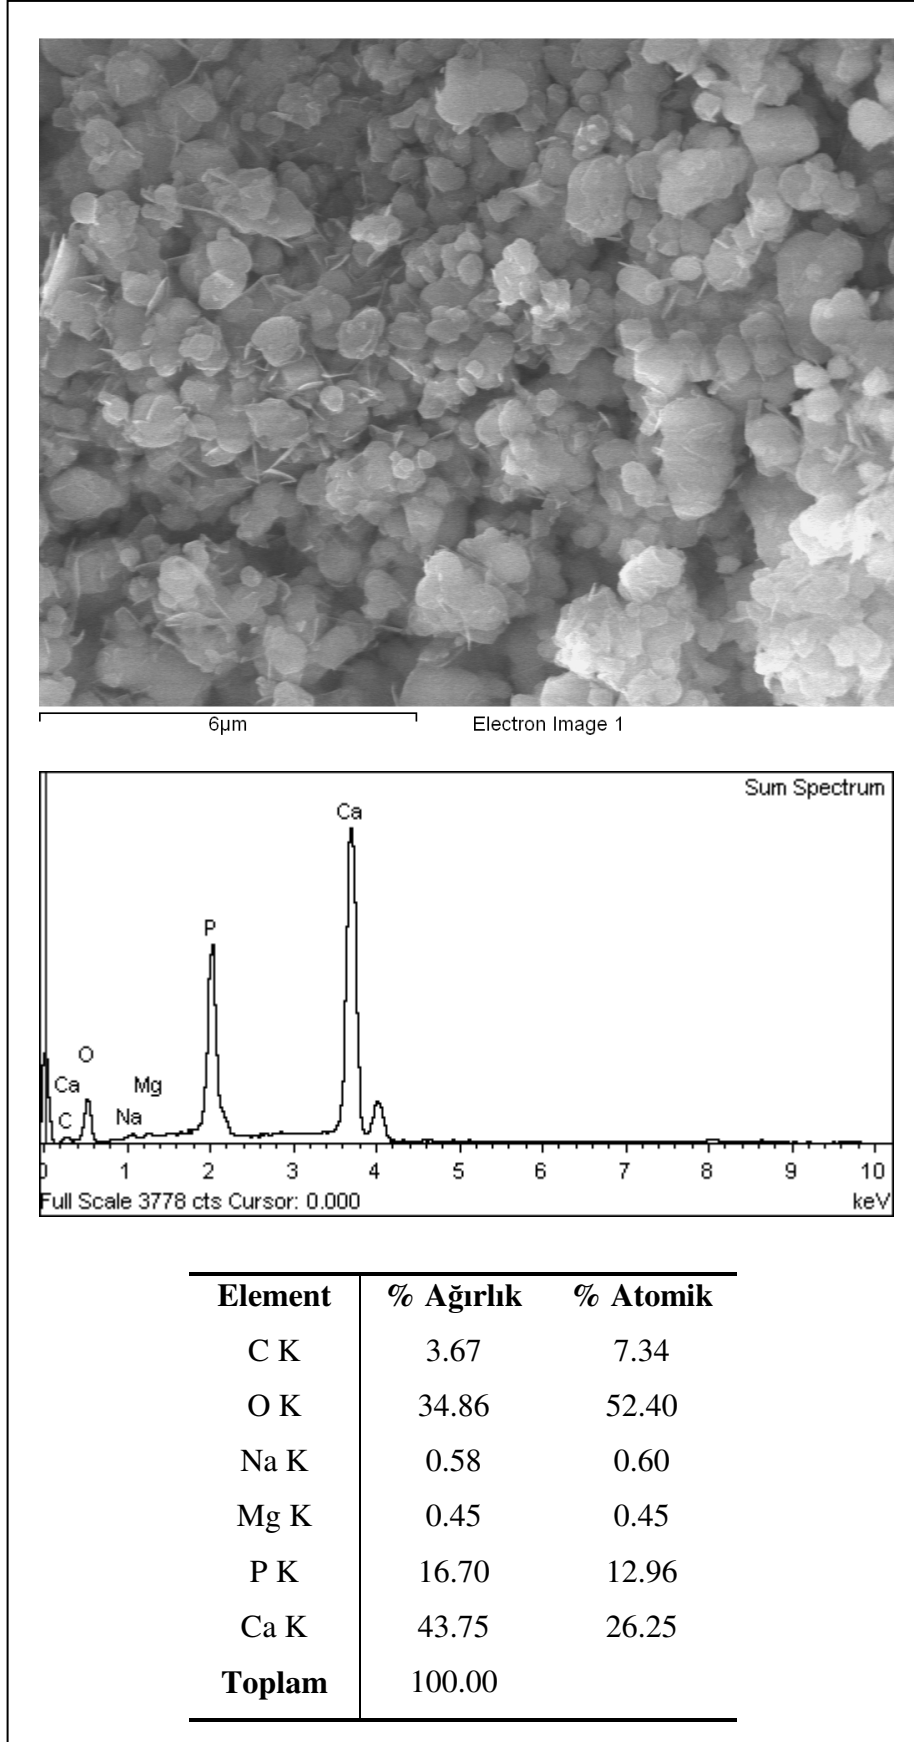 6µm Electron Image 1
Sum Spectrum
Ca
P
O
Ca Mg
C Na
0 1 2 3 4 5 6 7 8 9 10
Full Scale 3778 cts Cursor: 0.000 keV
Element % Ağırlık % Atomik
C K 3.67 7.34
O K 34.86 52.40
Na K 0.58 0.60
Mg K 0.45 0.45
P K 16.70 12.96
Ca K 43.75 26.25
Toplam 100.00